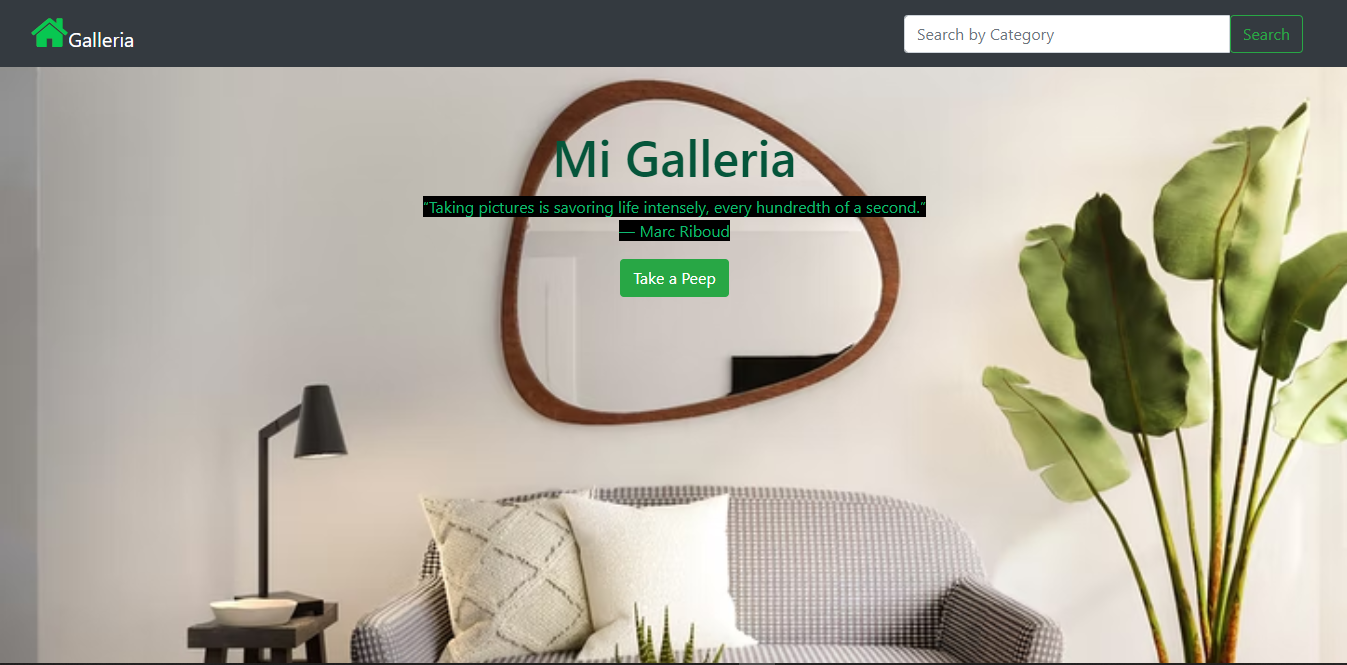 Galleria
Search by Category
Search
Mi Galleria
“Taking pictures is savoring life intensely, every hundredth of a second.”
— Marc Riboud
Take a Peep